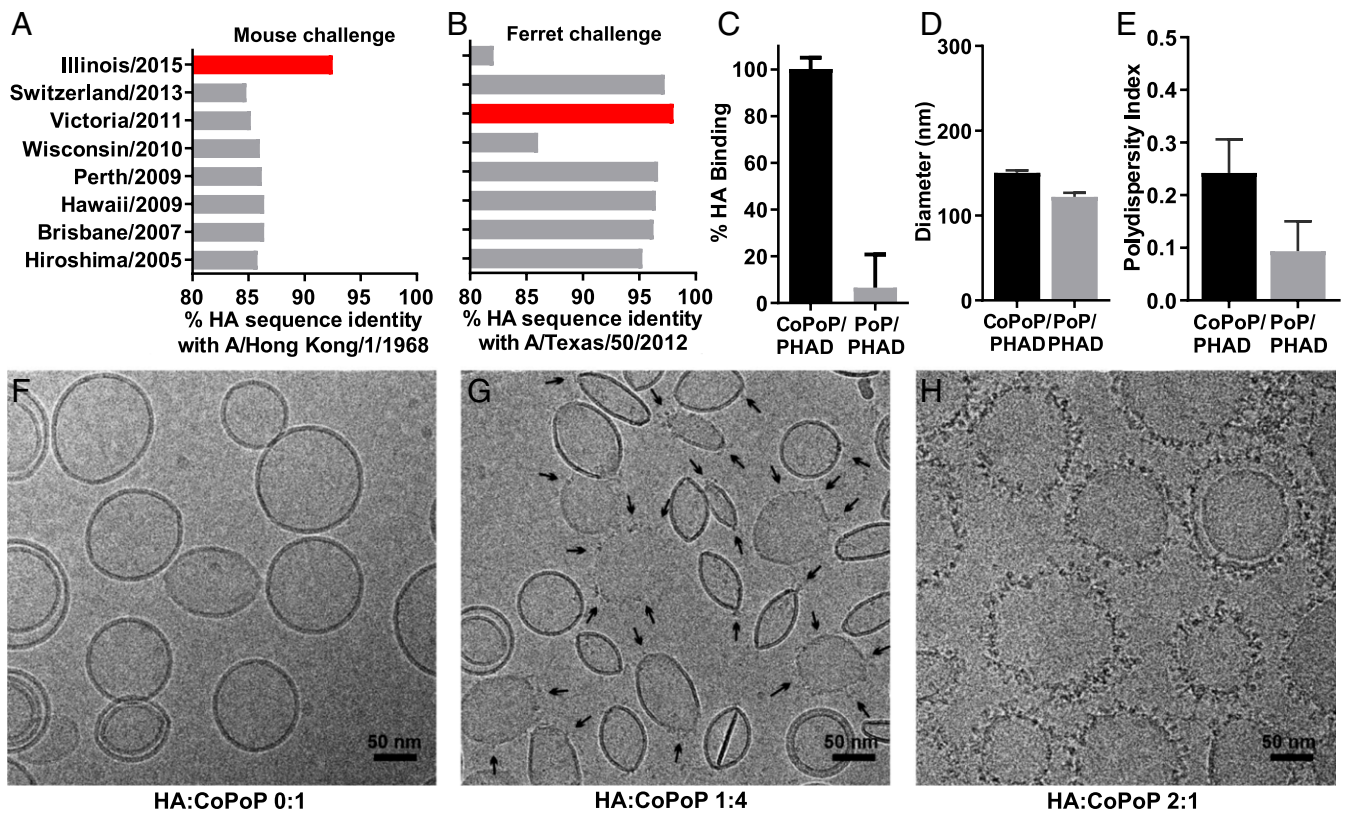 A
Mouse challenge
Illinois/2015
Switzerland/2013
Victoria/2011
Wisconsin/2010
Perth/2009
Hawaii/2009
Brisbane/2007
Hiroshima/2005
80 85 90 95 100
% HA sequence identity
with A/Hong Kong/1/1968
B
Ferret challenge
80 85 90 95 100
% HA sequence identity
with A/Texas/50/2012
C
% HA Binding
100
80
60
40
20
0
CoPoP/ PoP/
PHAD PHAD
D
Diameter (nm)
300
200
100
0
CoPoP/ PoP/
PHAD PHAD
E
Polydispersity Index
0.5
0.4
0.3
0.2
0.1
0.0
CoPoP/ PoP/
PHAD PHAD
F
50 nm
HA:CoPoP 0:1
G
50 nm
HA:CoPoP 1:4
H
50 nm
HA:CoPoP 2:1